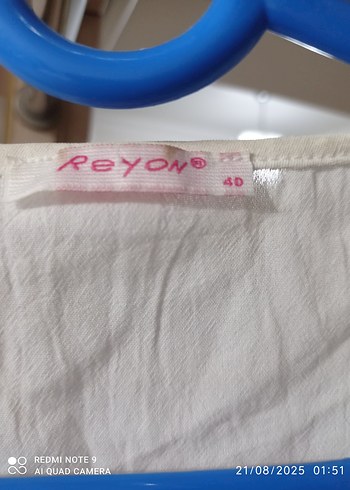 ReYON®
40
REDMI NOTE 9
AI QUAD CAMERA
21/08/2025 01:51